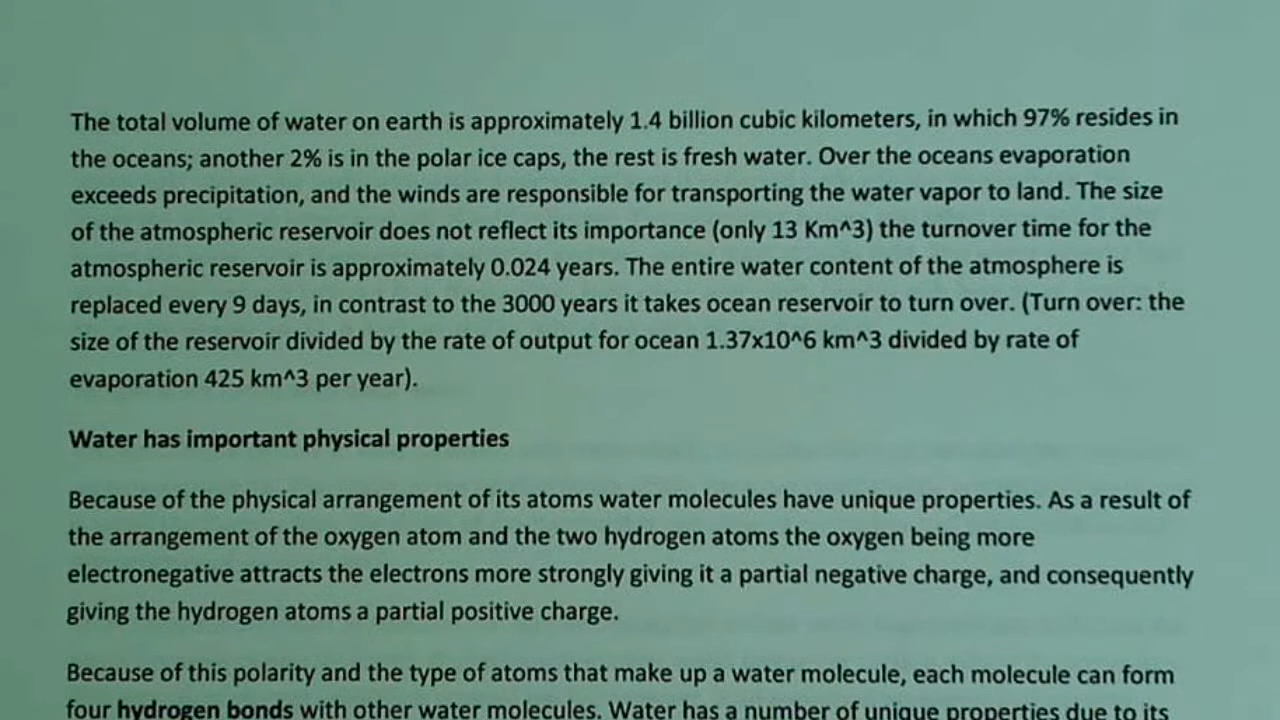 The total volume of water on earth is approximately 1.4 billion cubic kilometers, in which 97% resides in
the oceans; another 2% is in the polar ice caps, the rest is fresh water. Over the oceans evaporation
exceeds precipitation, and the winds are responsible for transporting the water vapor to land. The size
of the atmospheric reservoir does not reflect its importance (only 13 Km^3) the turnover time for the
atmospheric reservoir is approximately 0.024 years. The entire water content of the atmosphere is
replaced every 9 days, in contrast to the 3000 years it takes ocean reservoir to turn over. (Turn over: the
size of the reservoir divided by the rate of output for ocean 1.37x10^6 km^3 divided by rate of
evaporation 425 km^3 per year).
Water has important physical properties
Because of the physical arrangement of its atoms water molecules have unique properties. As a result of
the arrangement of the oxygen atom and the two hydrogen atoms the oxygen being more
electronegative attracts the electrons more strongly giving it a partial negative charge, and consequently
giving the hydrogen atoms a partial positive charge.
Because of this polarity and the type of atoms that make up a water molecule, each molecule can form
four hydrogen bonds with other water molecules. Water has a number of unique properties due to its